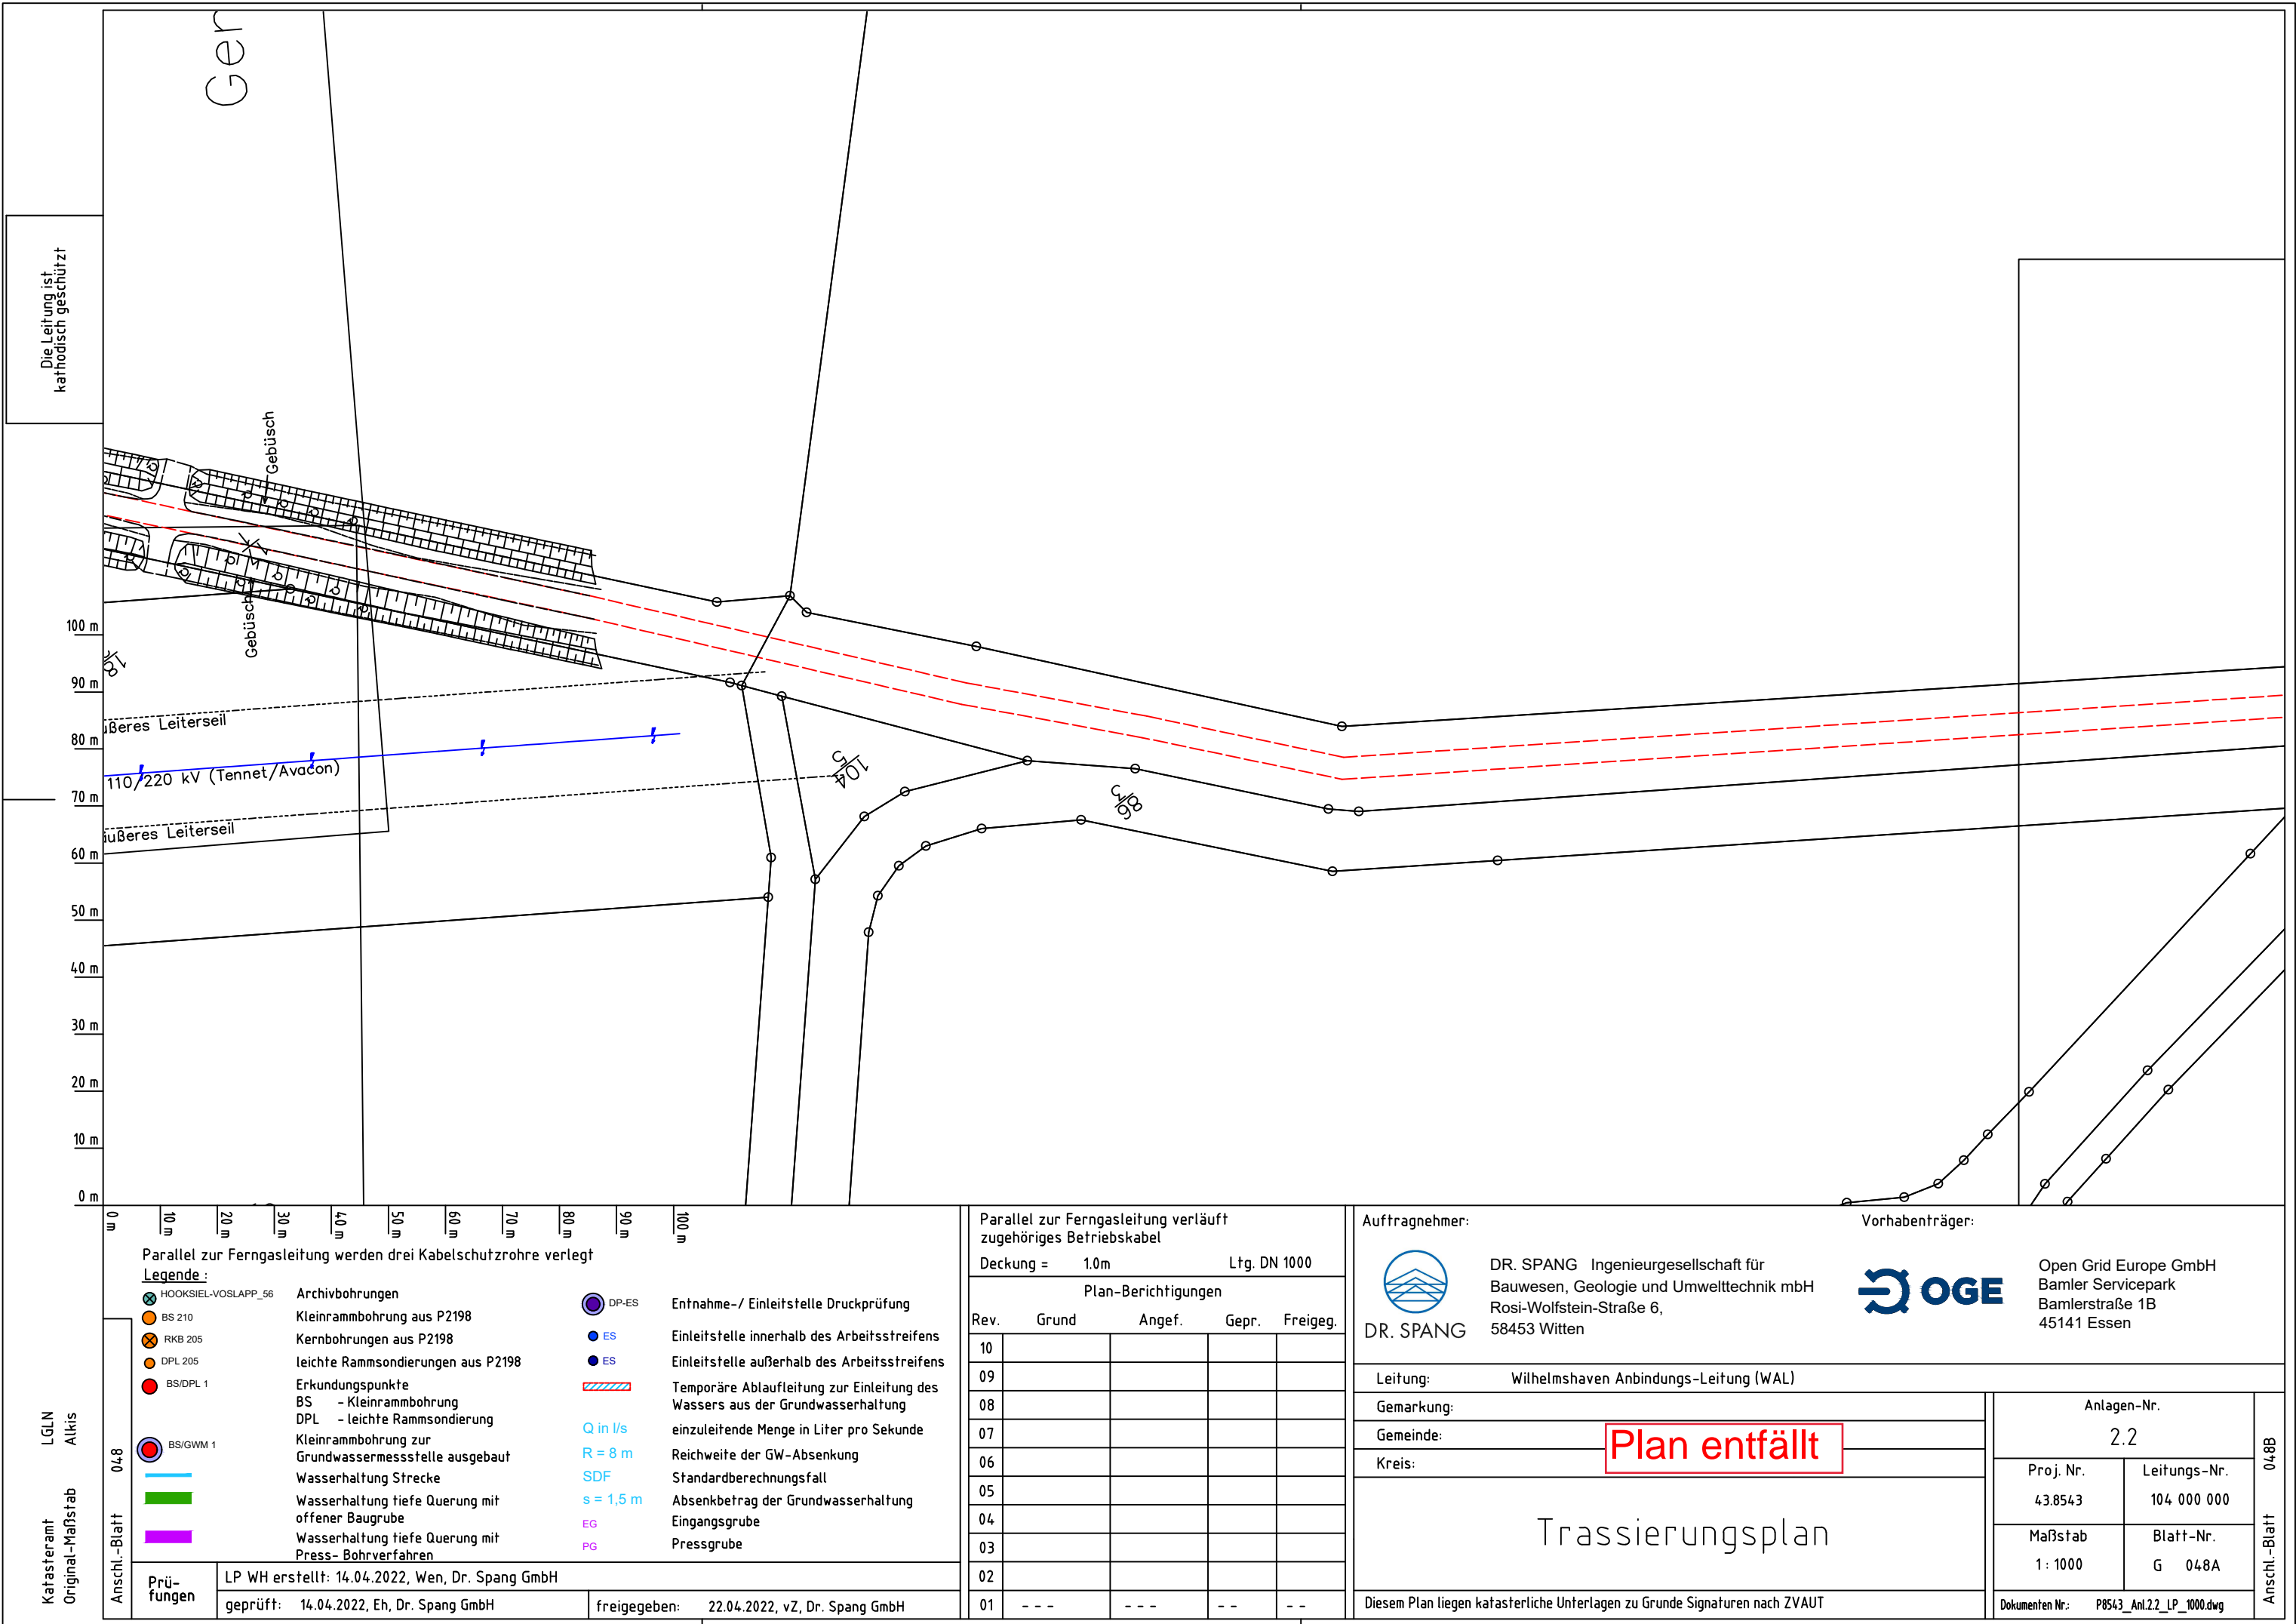 Ger
Die Leitung ist
kathodisch geschützt
Gebüsch
Gebüsch
100 m
90 m
80 m
70 m
60 m
50 m
40 m
30 m
20 m
10 m
0 m
äußeres Leiterseil
110/220 kV (Tennet/Avacon)
äußeres Leiterseil
104
5
86
3
0 m
10 m
20 m
30 m
40 m
50 m
60 m
70 m
80 m
90 m
100 m
Parallel zur Ferngasleitung werden drei Kabelschutzrohre verlegt
Legende :
HOOKSIEL-VOSLAPP_56 Archivbohrungen
BS 210 Kleinrammbohrung aus P2198
RKB 205 Kernbohrungen aus P2198
DPL 205 leichte Rammsondierungen aus P2198
BS/DPL 1 Erkundungspunkte
BS - Kleinrammbohrung
DPL - leichte Rammsondierung
BS/GWM 1 Kleinrammbohrung zur
Grundwassermessstelle ausgebaut
Wasserhaltung Strecke
Wasserhaltung tiefe Querung mit
offener Baugrube
Wasserhaltung tiefe Querung mit
Press- Bohrverfahren
DP-ES Entnahme-/ Einleitstelle Druckprüfung
ES Einleitstelle innerhalb des Arbeitsstreifens
ES Einleitstelle außerhalb des Arbeitsstreifens
Temporäre Ablaufleitung zur Einleitung des
Wassers aus der Grundwasserhaltung
Q in l/s einzuleitende Menge in Liter pro Sekunde
R = 8 m Reichweite der GW-Absenkung
SDF Standardberechnungsfall
s = 1,5 m Absenkbetrag der Grundwasserhaltung
EG Eingangsgrube
PG Pressgrube
Katasteramt LGLN
Original-Maßstab Alkis
Anschl.-Blatt 048
Prü-
fungen
LP WH erstellt: 14.04.2022, Wen, Dr. Spang GmbH
geprüft: 14.04.2022, Eh, Dr. Spang GmbH
freigegeben: 22.04.2022, vZ, Dr. Spang GmbH
Parallel zur Ferngasleitung verläuft
zugehöriges Betriebskabel
Deckung = 1.0m Ltg. DN 1000
Plan-Berichtigungen
Rev. Grund Angef. Gepr. Freigeg.
10
09
08
07
06
05
04
03
02
01 - - - - - - - - - -
Auftragnehmer:
DR. SPANG
DR. SPANG Ingenieurgesellschaft für
Bauwesen, Geologie und Umwelttechnik mbH
Rosi-Wolfstein-Straße 6,
58453 Witten
Vorhabenträger:
OGE
Open Grid Europe GmbH
Bamler Servicepark
Bamlerstraße 1B
45141 Essen
Leitung: Wilhelmshaven Anbindungs-Leitung (WAL)
Gemarkung:
Gemeinde:
Kreis:
Plan entfällt
Trassierungsplan
Diesem Plan liegen katasterliche Unterlagen zu Grunde Signaturen nach ZVAUT
Anlagen-Nr.
2.2
Proj. Nr. Leitungs-Nr.
43.8543 104 000 000
Maßstab Blatt-Nr.
1 : 1000 G 048A
Dokumenten Nr.: P8543_Anl.2.2_LP_1000.dwg
Anschl.-Blatt 048B